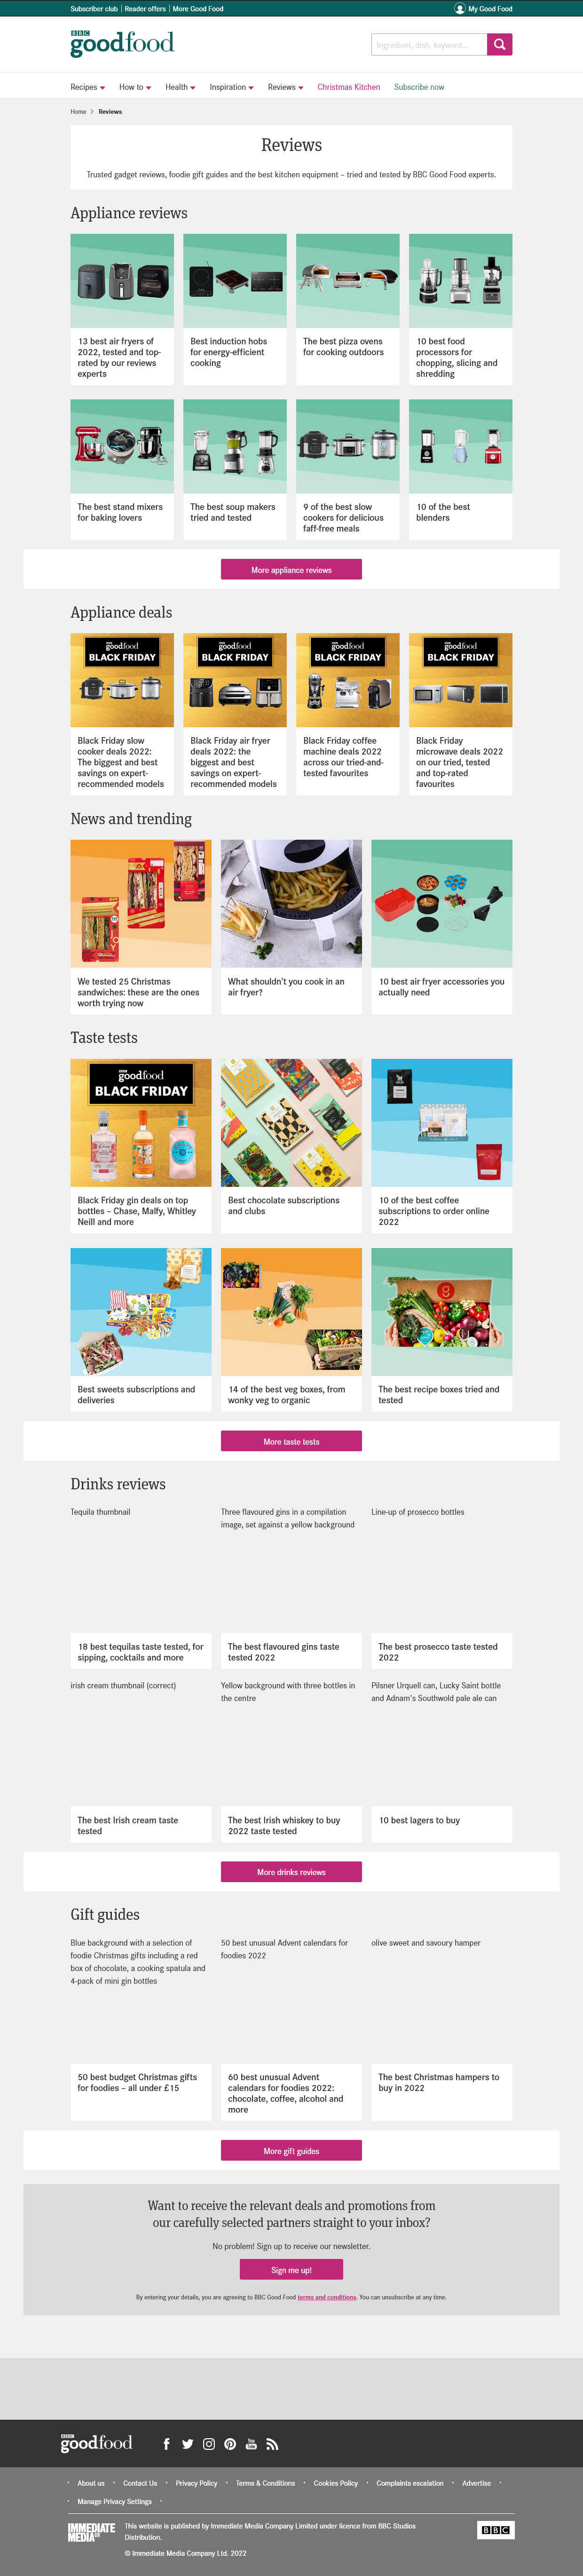 Subscriber club | Reader offers | More Good Food
My Good Food
BBC
goodfood
Ingredient, dish, keyword...
Recipes
How to
Health
Inspiration
Reviews
Christmas Kitchen
Subscribe now
Home > Reviews
Reviews
Trusted gadget reviews, foodie gift guides and the best kitchen equipment – tried and tested by BBC Good Food experts.
Appliance reviews
13 best air fryers of
2022, tested and top-
rated by our reviews
experts
Best induction hobs
for energy-efficient
cooking
The best pizza ovens
for cooking outdoors
10 best food
processors for
chopping, slicing and
shredding
The best stand mixers
for baking lovers
The best soup makers
tried and tested
9 of the best slow
cookers for delicious
faff-free meals
10 of the best
blenders
More appliance reviews
Appliance deals
goodfood
BLACK FRIDAY
goodfood
BLACK FRIDAY
goodfood
BLACK FRIDAY
goodfood
BLACK FRIDAY
Black Friday slow
cooker deals 2022:
The biggest and best
savings on expert-
recommended models
Black Friday air fryer
deals 2022: the
biggest and best
savings on expert-
recommended models
Black Friday coffee
machine deals 2022
across our tried-and-
tested favourites
Black Friday
microwave deals 2022
on our tried, tested
and top-rated
favourites
News and trending
We tested 25 Christmas
sandwiches: these are the ones
worth trying now
What shouldn't you cook in an
air fryer?
10 best air fryer accessories you
actually need
Taste tests
goodfood
BLACK FRIDAY
Black Friday gin deals on top
bottles – Chase, Malfy, Whitley
Neill and more
Best chocolate subscriptions
and clubs
10 of the best coffee
subscriptions to order online
2022
Best sweets subscriptions and
deliveries
14 of the best veg boxes, from
wonky veg to organic
The best recipe boxes tried and
tested
More taste tests
Drinks reviews
Tequila thumbnail
Three flavoured gins in a compilation
image, set against a yellow background
Line-up of prosecco bottles
18 best tequilas taste tested, for
sipping, cocktails and more
The best flavoured gins taste
tested 2022
The best prosecco taste tested
2022
irish cream thumbnail (correct)
Yellow background with three bottles in
the centre
Pilsner Urquell can, Lucky Saint bottle
and Adnam's Southwold pale ale can
The best Irish cream taste
tested
The best Irish whiskey to buy
2022 taste tested
10 best lagers to buy
More drinks reviews
Gift guides
Blue background with a selection of
foodie Christmas gifts including a red
box of chocolate, a cooking spatula and
4-pack of mini gin bottles
50 best unusual Advent calendars for
foodies 2022
olive sweet and savoury hamper
50 best budget Christmas gifts
for foodies – all under £15
60 best unusual Advent
calendars for foodies 2022:
chocolate, coffee, alcohol and
more
The best Christmas hampers to
buy in 2022
More gift guides
Want to receive the relevant deals and promotions from
our carefully selected partners straight to your inbox?
No problem! Sign up to receive our newsletter.
Sign me up!
By entering your details, you are agreeing to BBC Good Food terms and conditions. You can unsubscribe at any time.
BBC
goodfood
You Tube
• About us • Contact Us • Privacy Policy • Terms & Conditions • Cookies Policy • Complaints escalation • Advertise •
• Manage Privacy Settings •
IMMEDIATE
MEDIA CO
This website is published by Immediate Media Company Limited under licence from BBC Studios
Distribution.
BBC
© Immediate Media Company Ltd. 2022